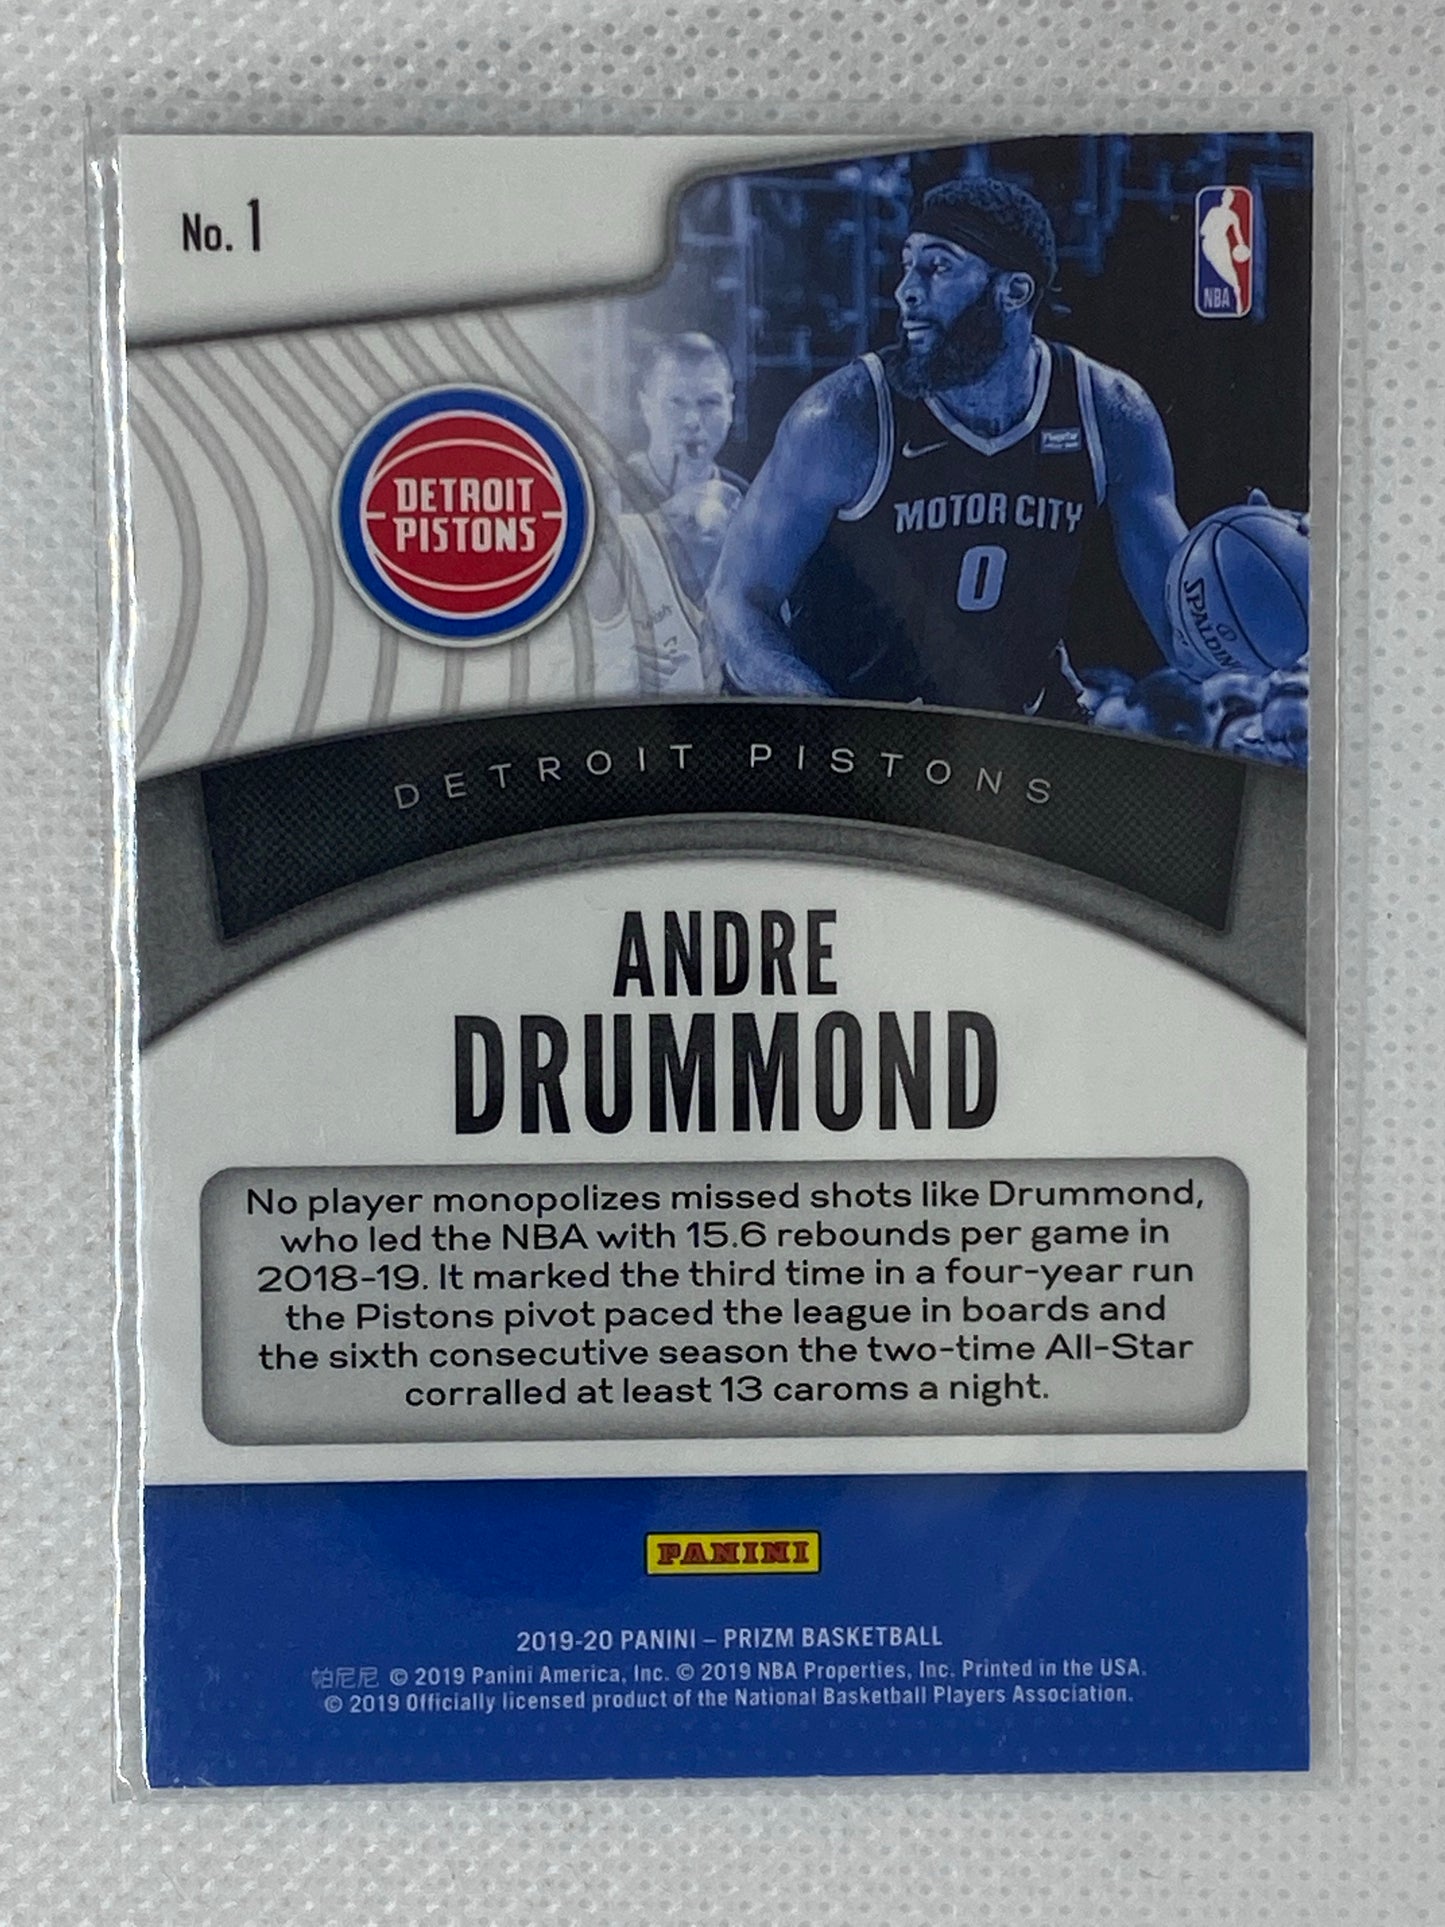 No. 1
NBA
DETROIT
PISTONS
MOTOR CITY
0
SPALDING
DETROIT PISTONS
ANDRE
DRUMMOND
No player monopolizes missed shots like Drummond,
who led the NBA with 15.6 rebounds per game in
2018-19. It marked the third time in a four-year run
the Pistons pivot paced the league in boards and
the sixth consecutive season the two-time All-Star
corralled at least 13 caroms a night.
PANINI
2019-20 PANINI – PRIZM BASKETBALL
帕尼尼 © 2019 Panini America, Inc. © 2019 NBA Properties, Inc. Printed in the USA.
© 2019 Officially licensed product of the National Basketball Players Association.